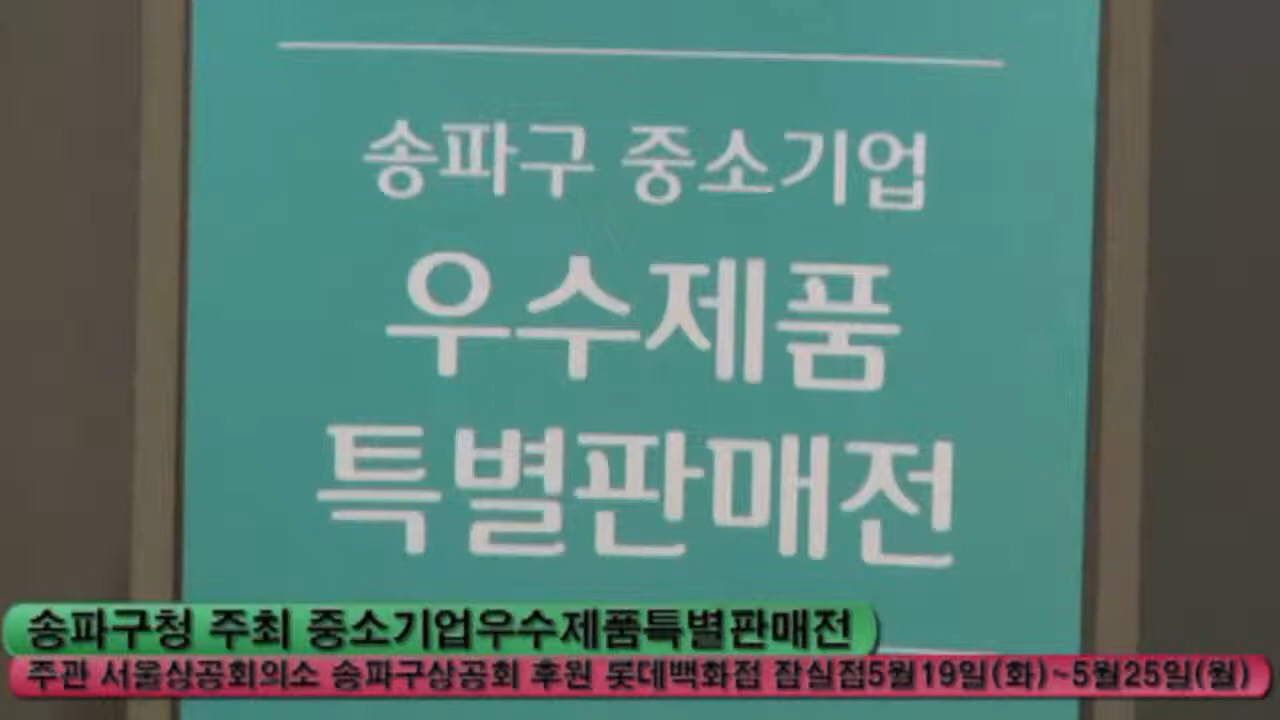 송파구 중소기업
우수제품
특별판매전
송파구청 주최 중소기업우수제품특별판매전
주관 서울상공회의소 송파구상공회 후원 롯데백화점 잠실점5월19일(화)~5월25일(월)